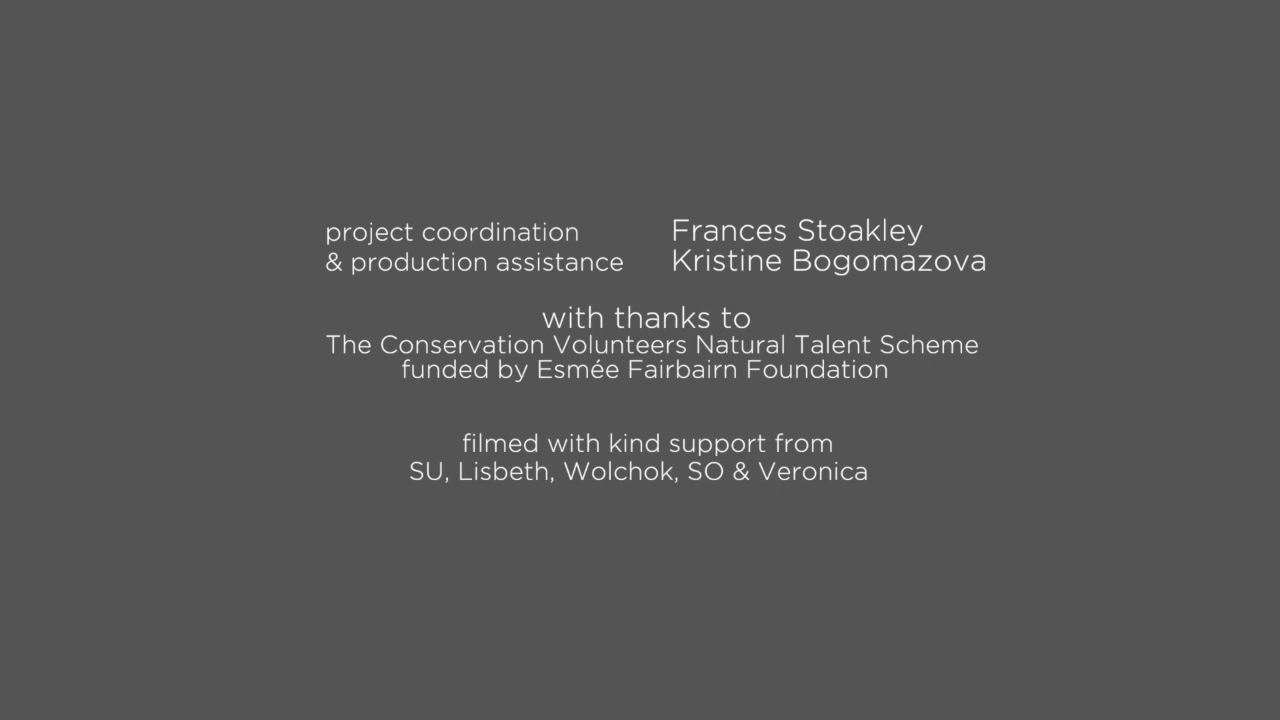 project coordination Frances Stoakley
& production assistance Kristine Bogomazova
with thanks to
The Conservation Volunteers Natural Talent Scheme
funded by Esmée Fairbairn Foundation
filmed with kind support from
SU, Lisbeth, Wolchok, SO & Veronica